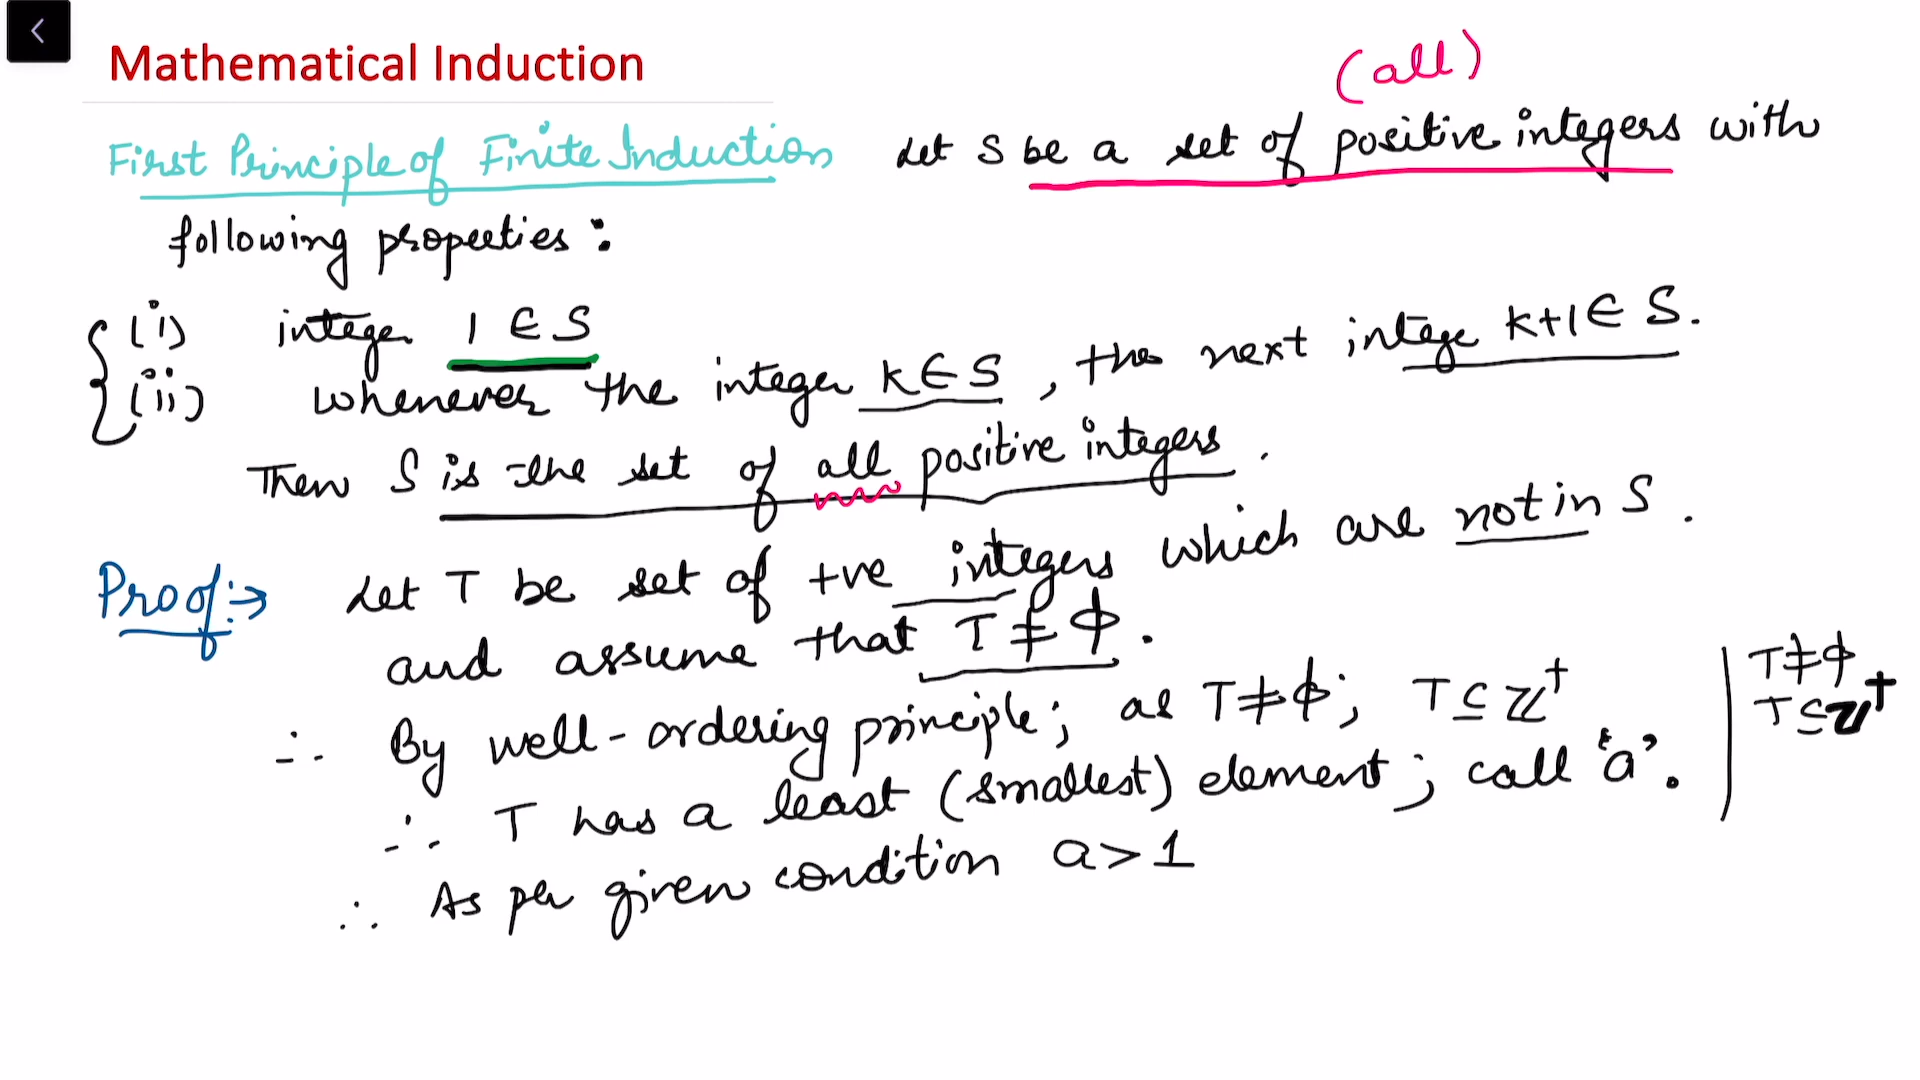 Mathematical Induction
(all)
First Principle of Finite Induction Let S be a set of positive integers with
following properties:
(i) integer 1 ∈ S
(ii) whenever the integer k ∈ S, the next integer k+1 ∈ S.
Then S is the set of all positive integers.
Proof:→ Let T be set of +ve integers which are not in S.
and assume that T ≠ ϕ.
∴ By well-ordering principle; as T ≠ ϕ; T ⊆ ℤ⁺
T ≠ ϕ
T ⊆ ℤ⁺
∴ T has a least (smallest) element; call 'a'.
∴ As per given condition a > 1